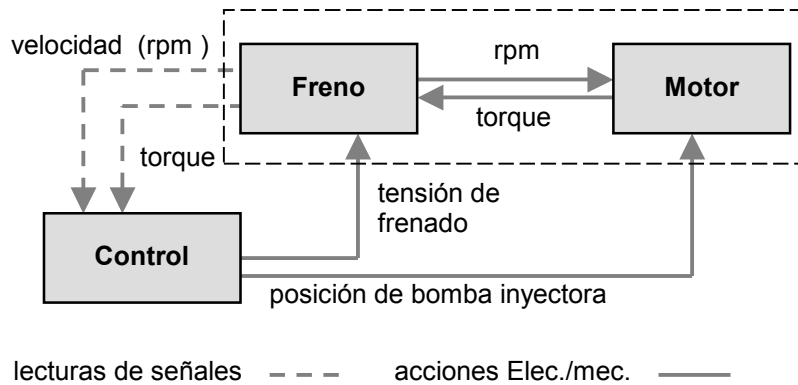 velocidad (rpm )
rpm
Freno
Motor
torque
torque
tensión de
frenado
Control
posición de bomba inyectora
lecturas de señales
acciones Elec./mec.